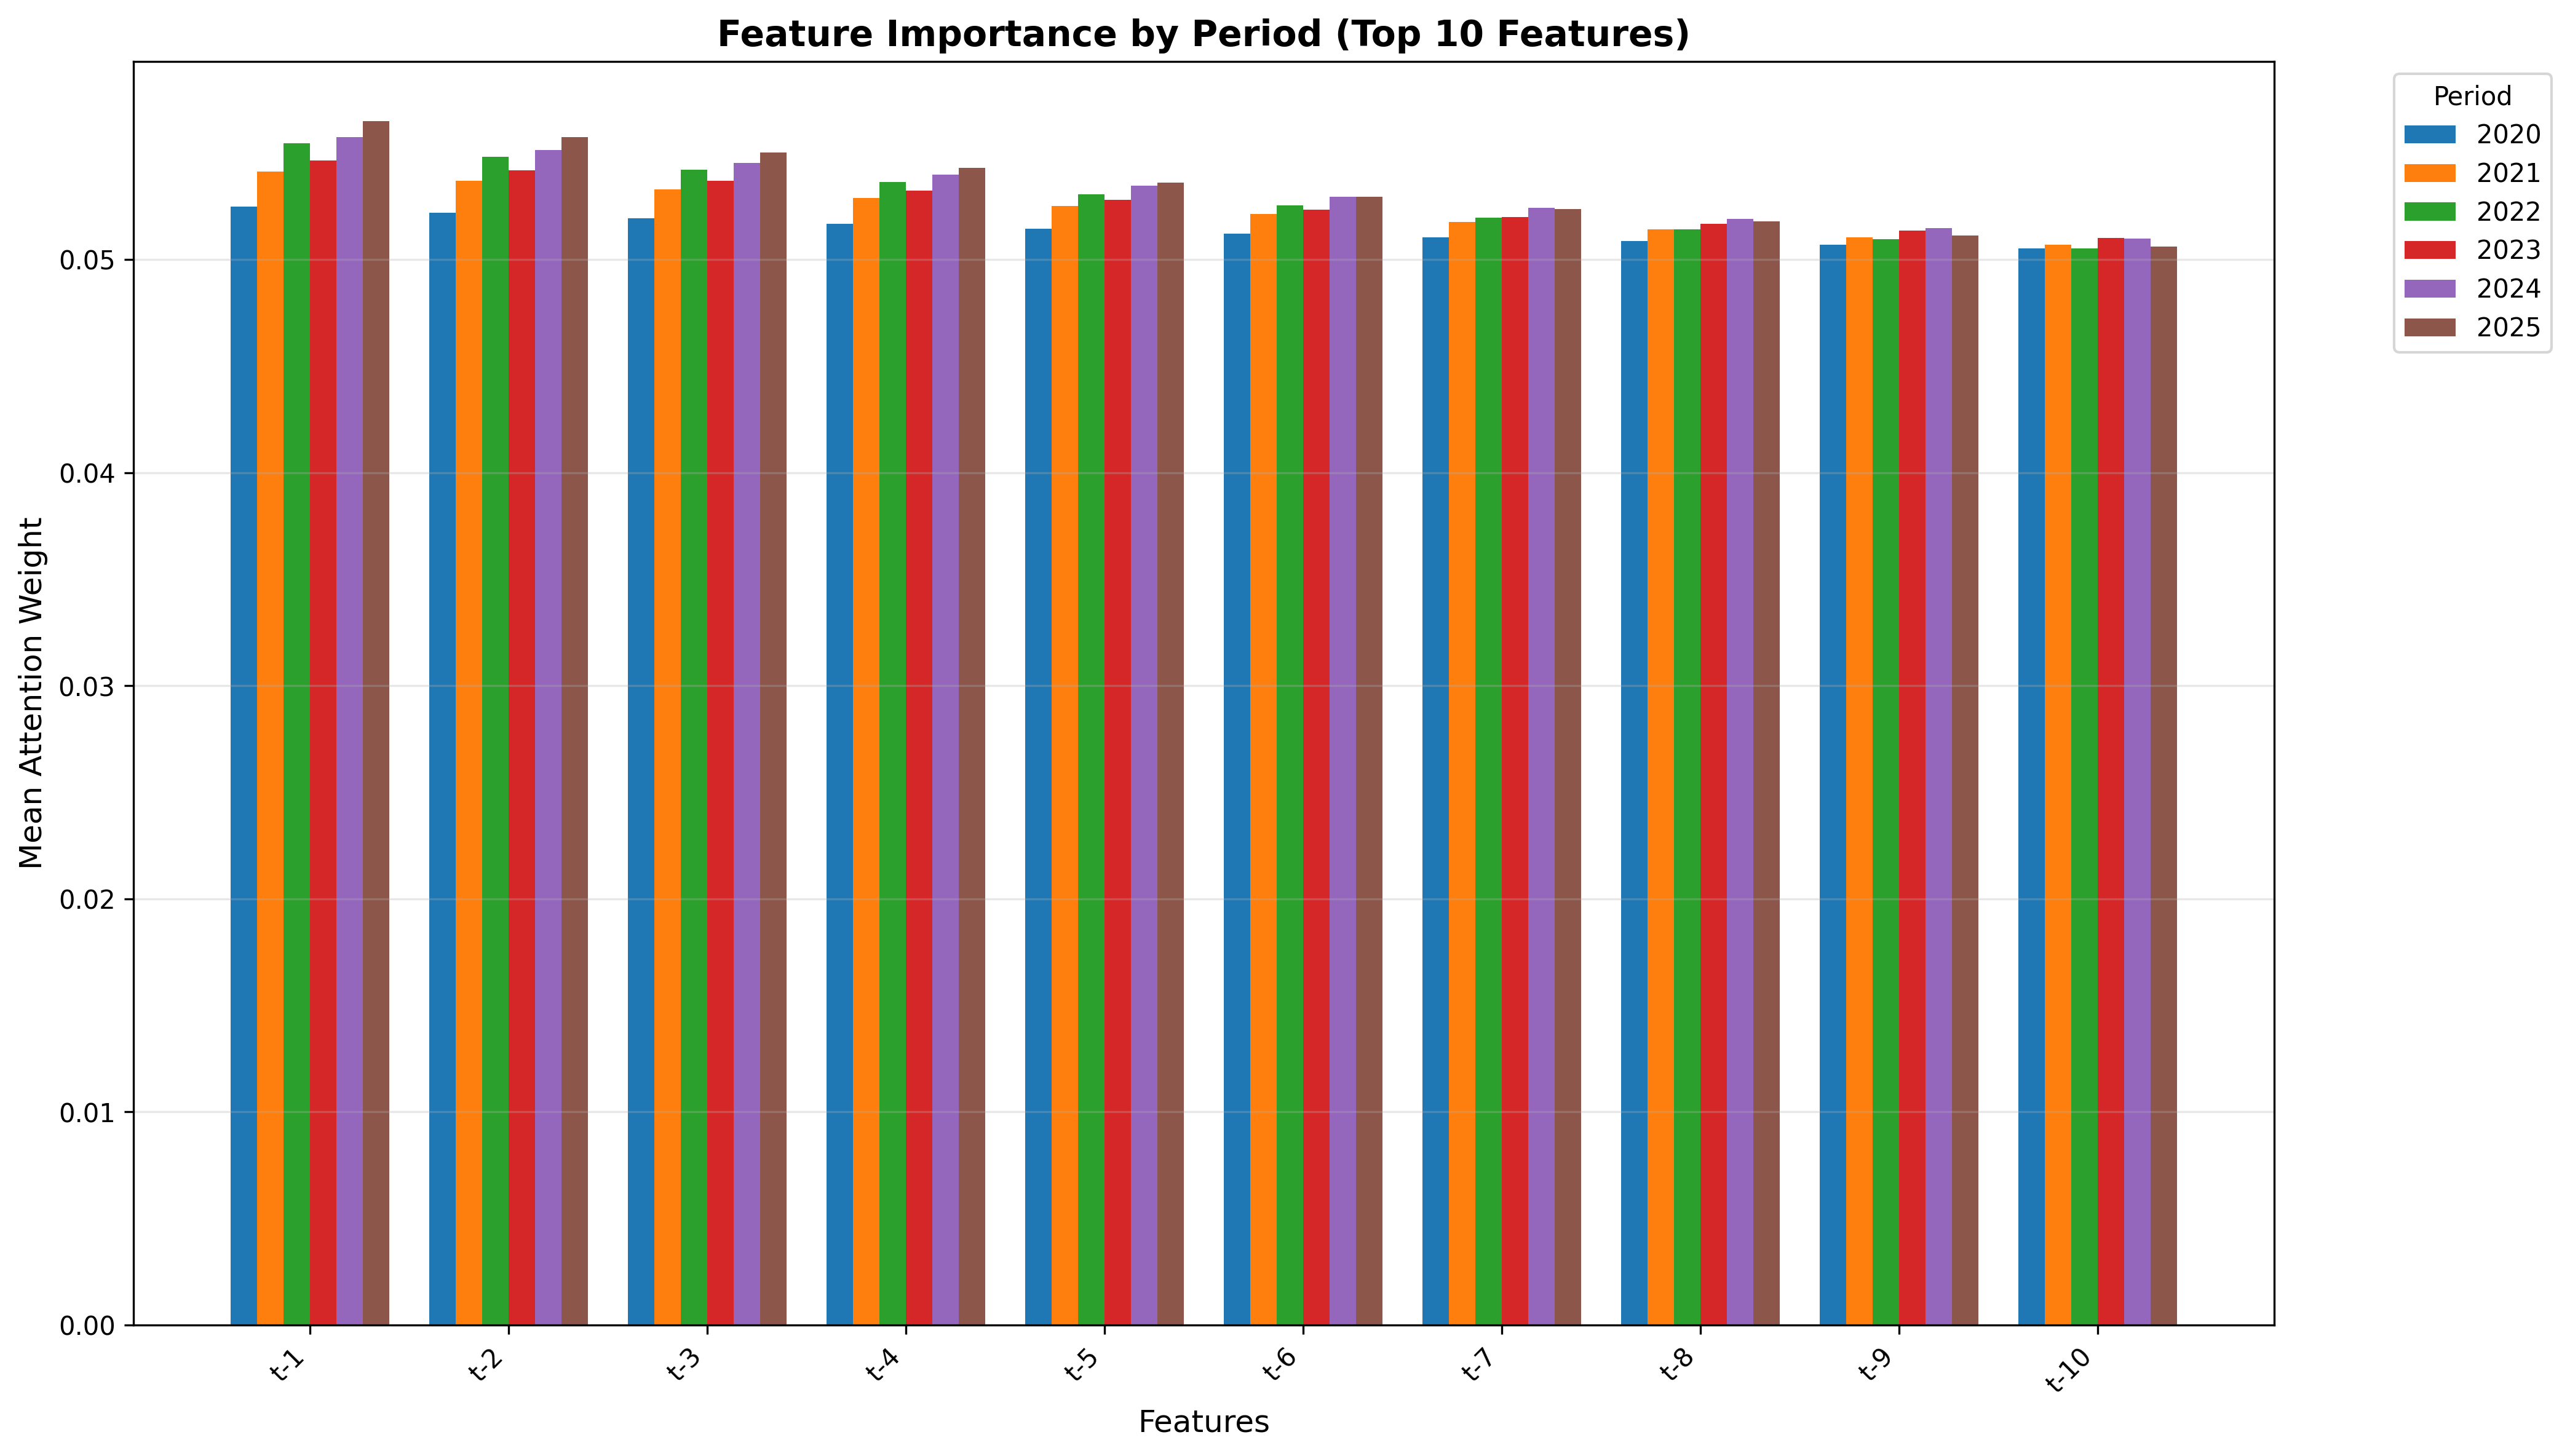 Feature Importance by Period (Top 10 Features)
Period
2020
2021
2022
2023
2024
2025
Mean Attention Weight
0.05
0.04
0.03
0.02
0.01
0.00
t-1
t-2
t-3
t-4
t-5
t-6
t-7
t-8
t-9
t-10
Features